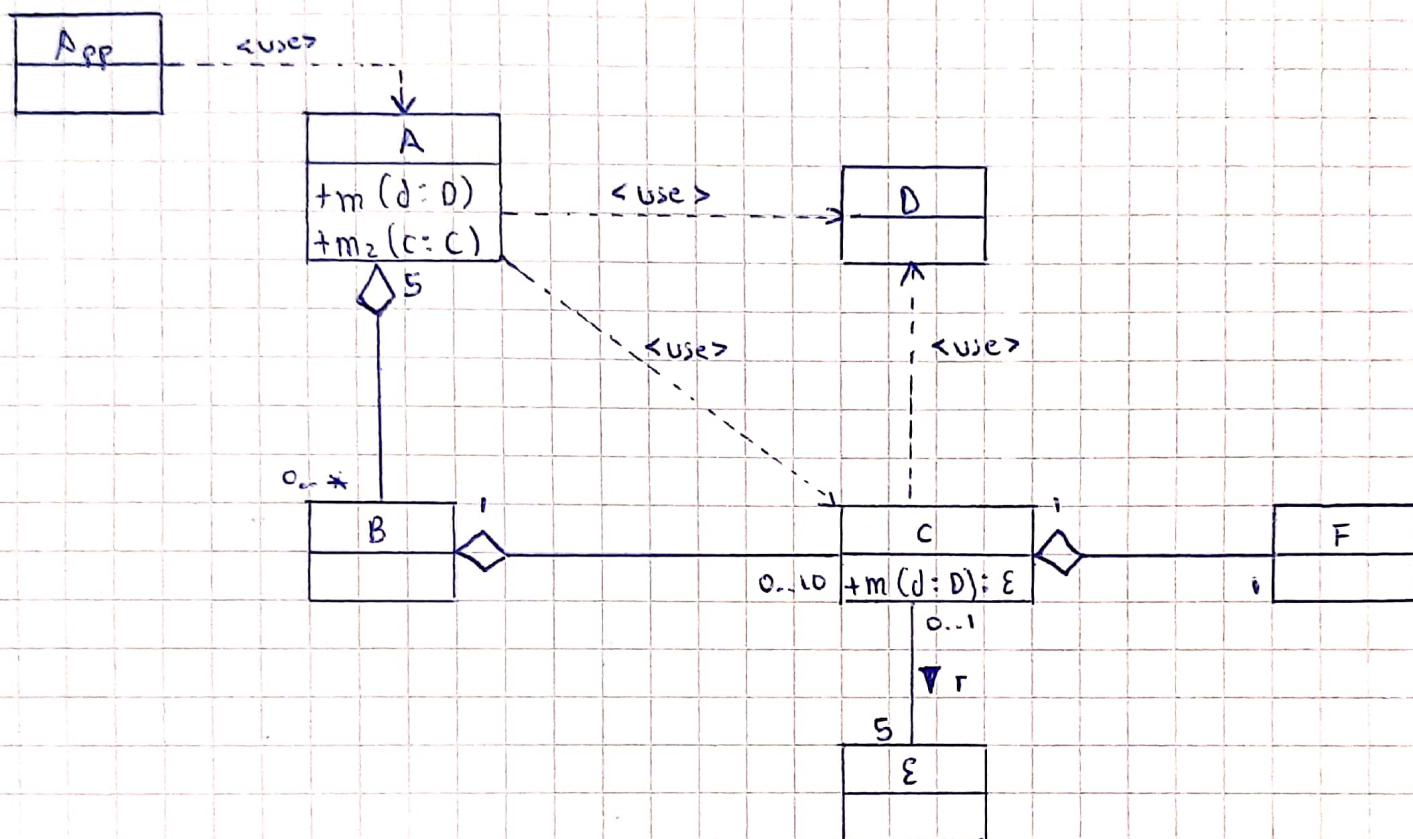 App
<use>
A
+m (d: D)
+m₂ (c: C)
<use>
D
5
<use>
<use>
0..*
B
1
C
1
F
0..10
+m (d: D): E
1
0..1
r
5
E